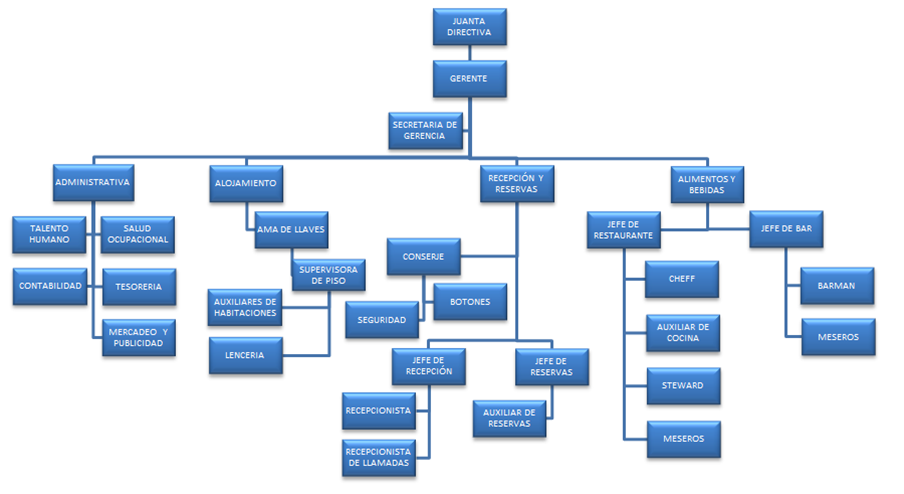 JUANTA
DIRECTIVA
GERENTE
SECRETARIA DE
GERENCIA
ADMINISTRATIVA
TALENTO
HUMANO
SALUD
OCUPACIONAL
CONTABILIDAD
TESORERIA
MERCADEO Y
PUBLICIDAD
ALOJAMIENTO
AMA DE LLAVES
SUPERVISORA
DE PISO
AUXILIARES DE
HABITACIONES
LENCERIA
RECEPCIÓN Y
RESERVAS
CONSERJE
BOTONES
SEGURIDAD
JEFE DE
RECEPCIÓN
RECEPCIONISTA
RECEPCIONISTA
DE LLAMADAS
JEFE DE
RESERVAS
AUXILIAR DE
RESERVAS
ALIMENTOS Y
BEBIDAS
JEFE DE
RESTAURANTE
CHEFF
AUXILIAR DE
COCINA
STEWARD
MESEROS
JEFE DE BAR
BARMAN
MESEROS